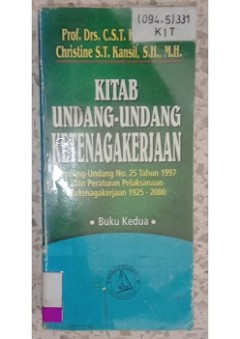 Prof. Drs. C.S.T. K
(094.5)331
KIT
Christine S.T. Kansil, S.H., M.H.
KITAB
UNDANG-UNDANG
KETENAGAKERJAAN
Undang-Undang No. 25 Tahun 1997
dan Peraturan Pelaksanaan
Ketenagakerjaan 1925 - 2000
• Buku Kedua •